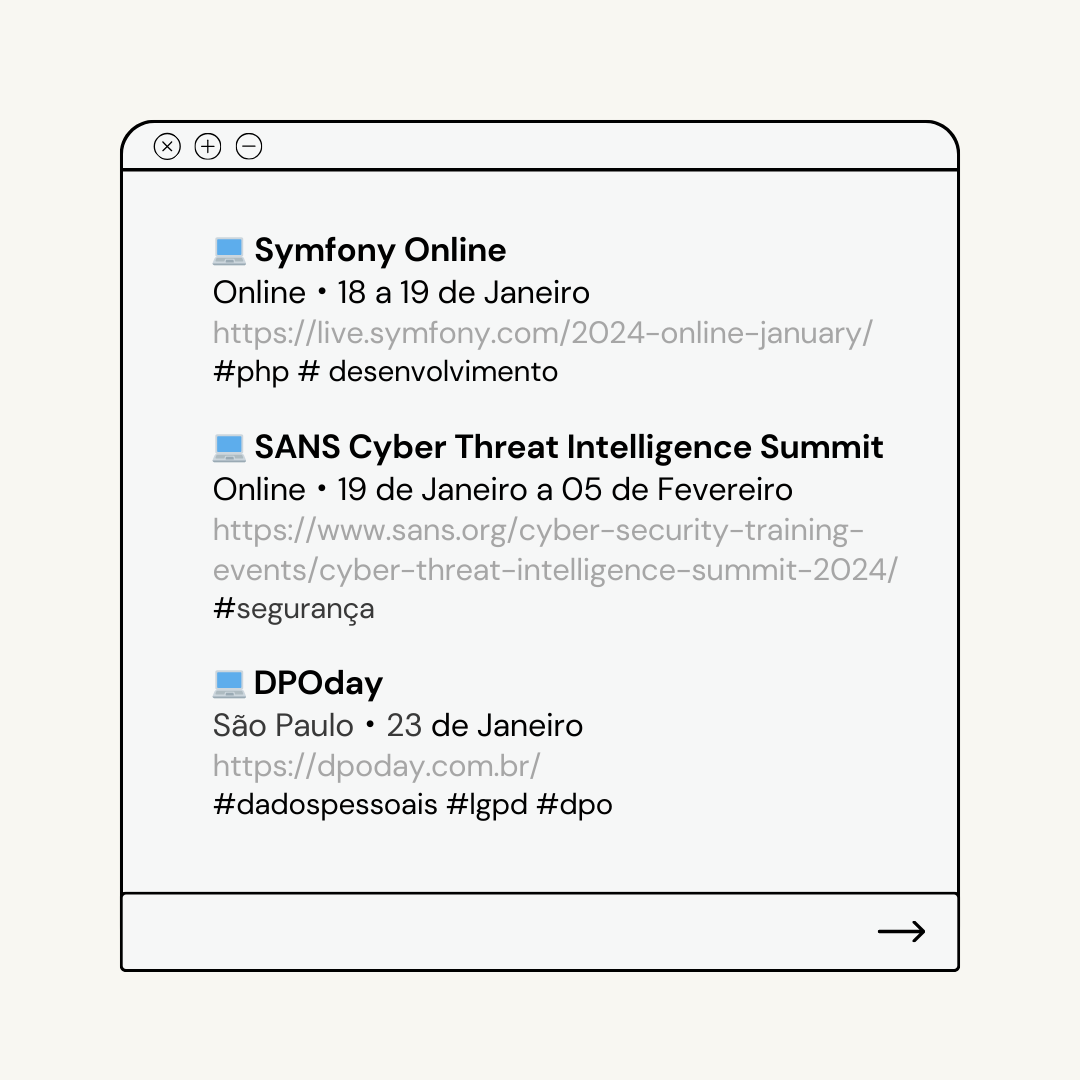 💻 Symfony Online
Online • 18 a 19 de Janeiro
https://live.symfony.com/2024-online-january/
#php # desenvolvimento
💻 SANS Cyber Threat Intelligence Summit
Online • 19 de Janeiro a 05 de Fevereiro
https://www.sans.org/cyber-security-training-
events/cyber-threat-intelligence-summit-2024/
#segurança
💻 DPOday
São Paulo • 23 de Janeiro
https://dpoday.com.br/
#dadospessoais #lgpd #dpo